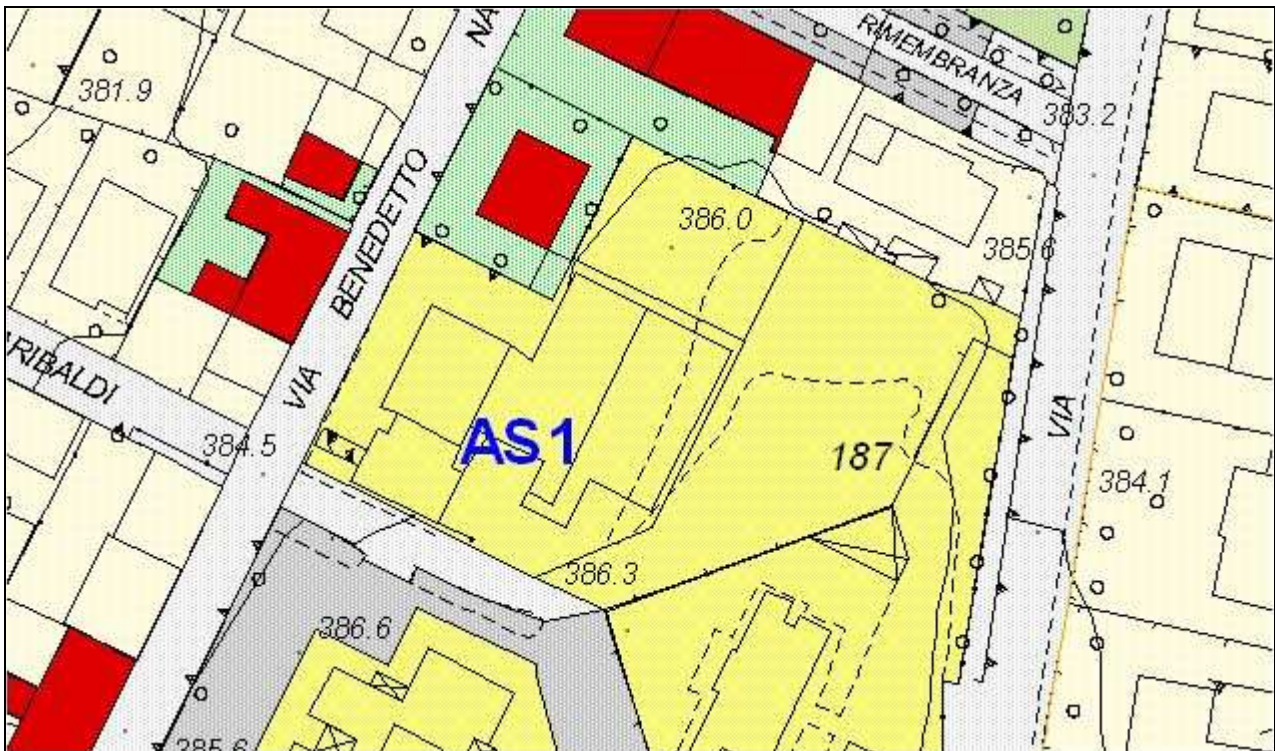 NA
RIMEMBRANZA
381.9
383.2
BENEDETTO
386.0
385.6
ARIBALDI
VIA
VIA
384.5
AS1
187
384.1
386.3
386.6
385.6